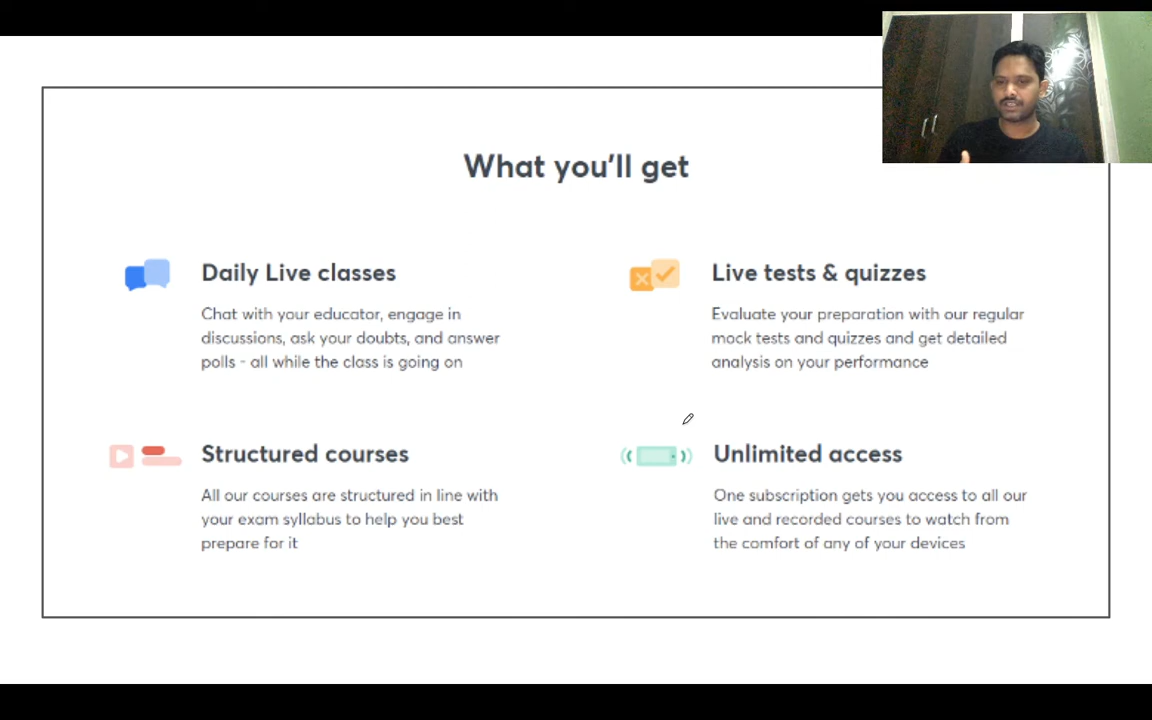 What you'll get
Daily Live classes
Chat with your educator, engage in
discussions, ask your doubts, and answer
polls - all while the class is going on
Live tests & quizzes
Evaluate your preparation with our regular
mock tests and quizzes and get detailed
analysis on your performance
Structured courses
All our courses are structured in line with
your exam syllabus to help you best
prepare for it
Unlimited access
One subscription gets you access to all our
live and recorded courses to watch from
the comfort of any of your devices